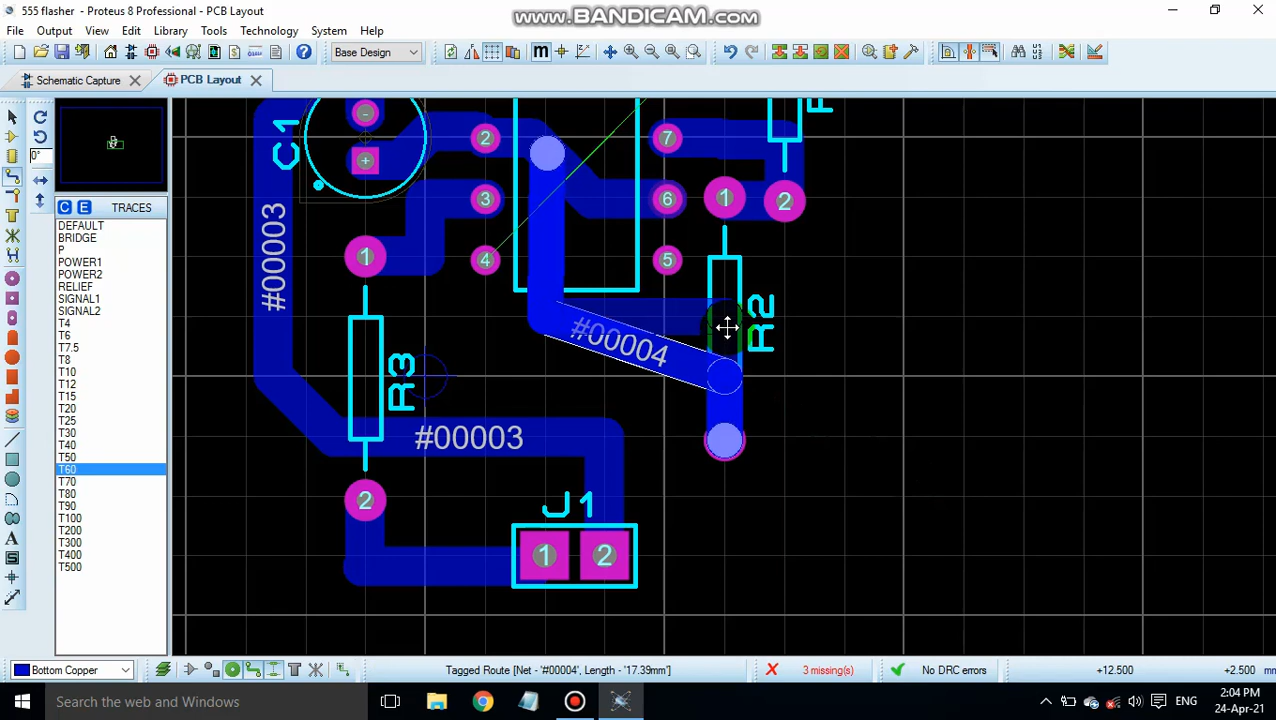 555 flasher - Proteus 8 Professional - PCB Layout
www.BANDICAM.com
File Output View Edit Library Tools Technology System Help
Base Design
Schematic Capture
PCB Layout
0°
C E TRACES
DEFAULT
BRIDGE
P
POWER1
POWER2
RELIEF
SIGNAL1
SIGNAL2
T4
T6
T7.5
T8
T10
T12
T15
T20
T25
T30
T40
T50
T60
T70
T80
T90
T100
T200
T300
T400
T500
C1
-
+
2
7
3
6
1
2
1
4
5
#00003
R2
#00004
R3
#00003
2
J1
1
2
Bottom Copper
Tagged Route [Net - '#00004', Length - '17.39mm']
3 missing(s)
No DRC errors
+12.500
+2.500
mm
Search the web and Windows
ENG
2:04 PM
24-Apr-21